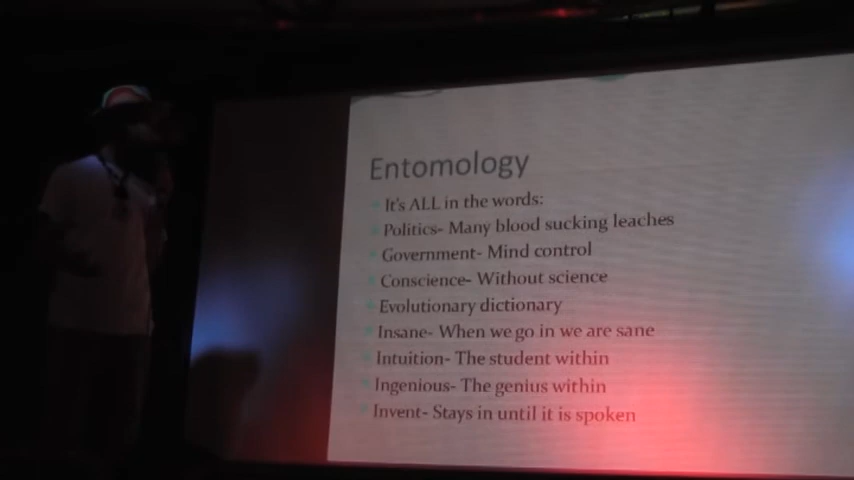 Entomology
It's ALL in the words:
Politics- Many blood sucking leaches
Government- Mind control
Conscience- Without science
Evolutionary dictionary
Insane- When we go in we are sane
Intuition- The student within
Ingenious- The genius within
Invent- Stays in until it is spoken